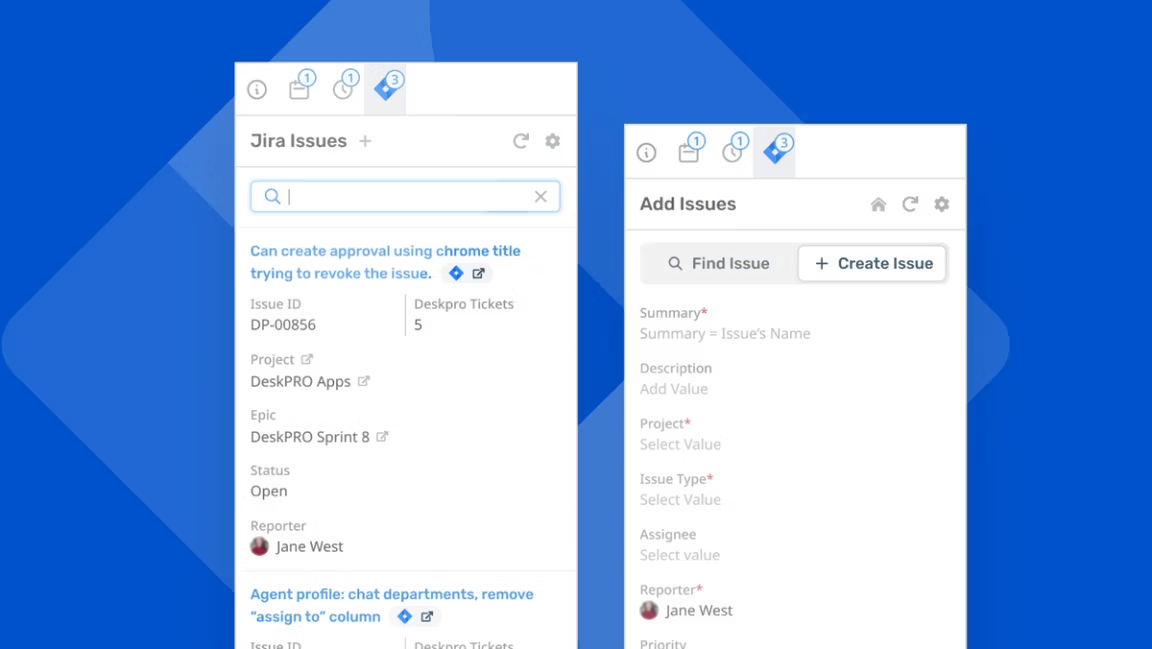 1
1
3
Jira Issues +
Can create approval using chrome title
trying to revoke the issue.
Issue ID
DP-00856
Deskpro Tickets
5
Project
DeskPRO Apps
Epic
DeskPRO Sprint 8
Status
Open
Reporter
Jane West
Agent profile: chat departments, remove
“assign to” column
Issue ID
Deskpro Tickets
1
1
3
Add Issues
Find Issue
+ Create Issue
Summary*
Summary = Issue’s Name
Description
Add Value
Project*
Select Value
Issue Type*
Select Value
Assignee
Select value
Reporter*
Jane West
Priority